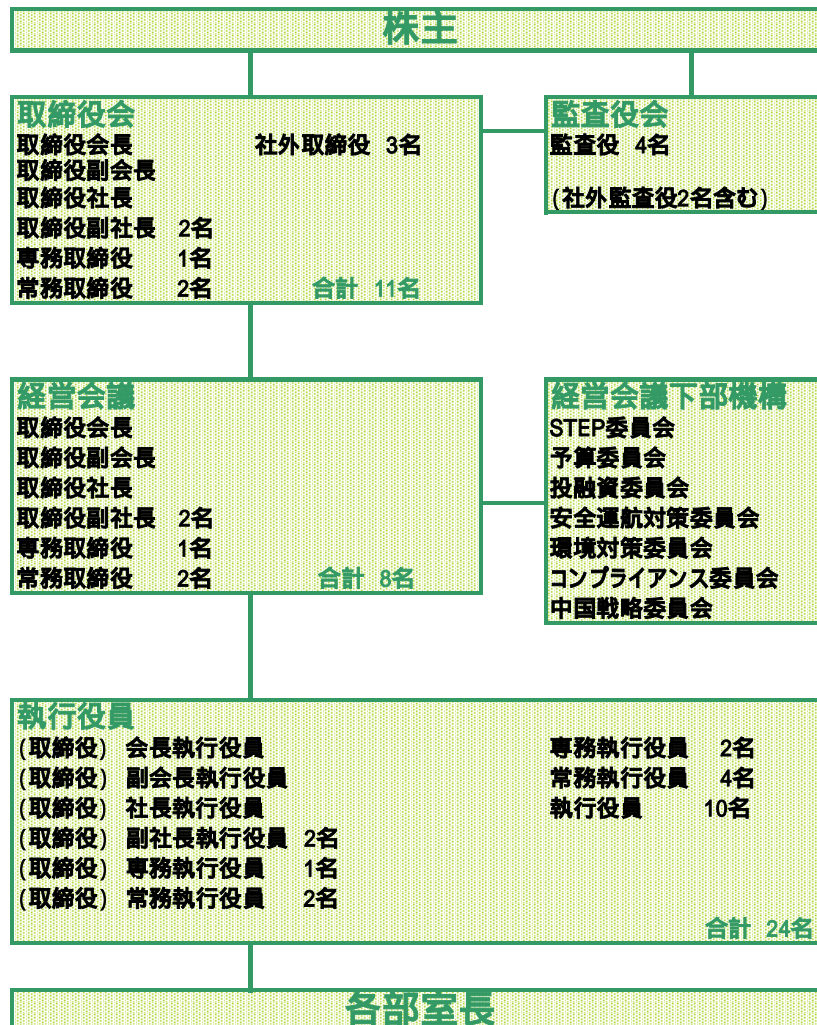 株主
取締役会
取締役会長 社外取締役 3名
取締役副会長
取締役社長
取締役副社長 2名
専務取締役 1名
常務取締役 2名 合計 11名
監査役会
監査役 4名
(社外監査役2名含む)
経営会議
取締役会長
取締役副会長
取締役社長
取締役副社長 2名
専務取締役 1名
常務取締役 2名 合計 8名
経営会議下部機構
STEP委員会
予算委員会
投融資委員会
安全運航対策委員会
環境対策委員会
コンプライアンス委員会
中国戦略委員会
執行役員
(取締役) 会長執行役員 専務執行役員 2名
(取締役) 副会長執行役員 常務執行役員 4名
(取締役) 社長執行役員 執行役員 10名
(取締役) 副社長執行役員 2名
(取締役) 専務執行役員 1名
(取締役) 常務執行役員 2名
合計 24名
各部室長